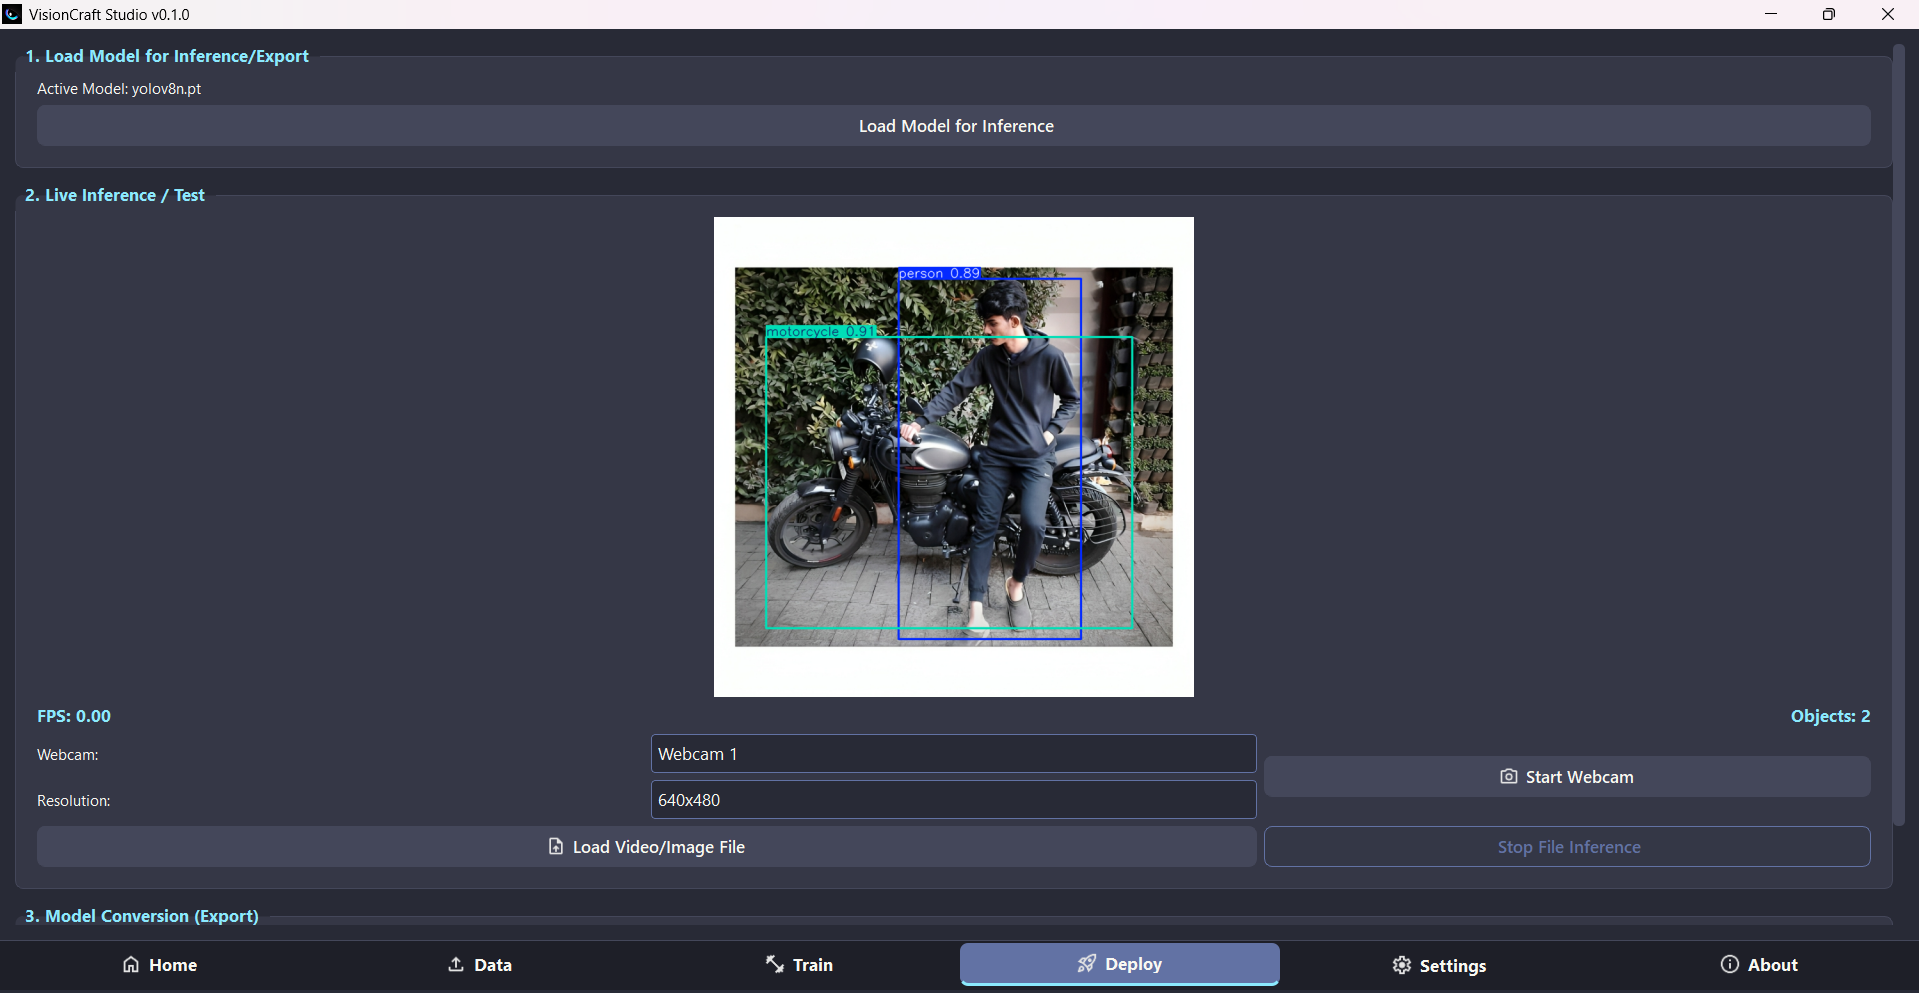 VisionCraft Studio v0.1.0
1. Load Model for Inference/Export
Active Model: yolov8n.pt
Load Model for Inference
2. Live Inference / Test
person 0.89
motorcycle 0.91
FPS: 0.00
Objects: 2
Webcam:
Webcam 1
Start Webcam
Resolution:
640x480
Load Video/Image File
Stop File Inference
3. Model Conversion (Export)
Home
Data
Train
Deploy
Settings
About